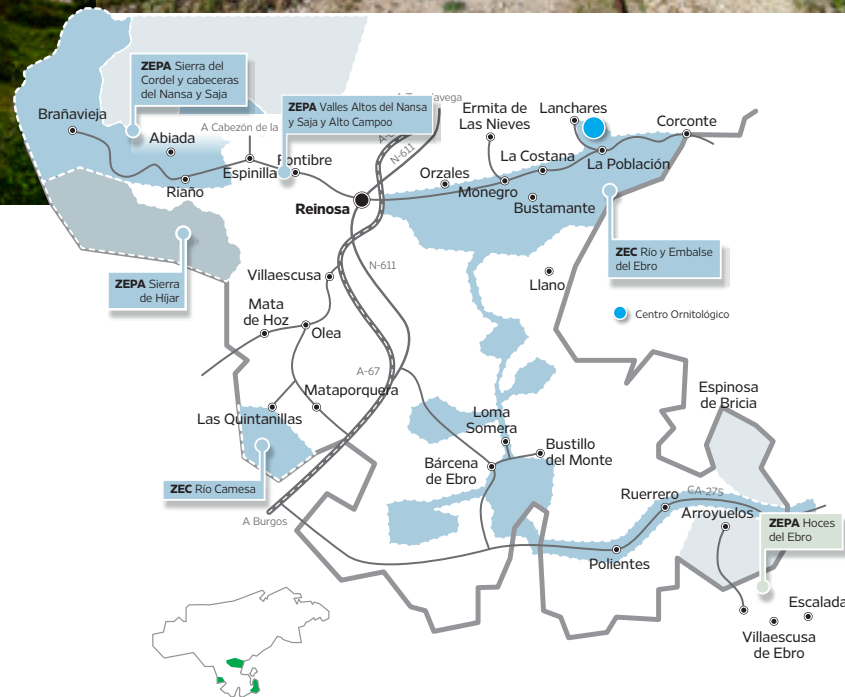 ZEPA Sierra del
Cordel y cabeceras
del Nansa y Saja
ZEPA Valles Altos del Nansa
y Saja y Alto Campoo
Brañavieja
Abiada
A Cabezón de la
Espinilla
Fontibre
Riaño
Reinosa
N-611
Orzales
Ermita de
Las Nieves
Lanchares
Corconte
La Costana
La Población
Monegro
Bustamante
ZEC Río y Embalse
del Ebro
Llano
Centro Ornitológico
ZEPA Sierra
de Híjar
Villaescusa
N-611
Mata
de Hoz
Olea
A-67
Mataporquera
Las Quintanillas
ZEC Río Camesa
A Burgos
Loma
Somera
Bárcena
de Ebro
Bustillo
del Monte
Espinosa
de Bricia
Ruerrero
CA-275
Arroyuelos
ZEPA Hoces
del Ebro
Polientes
Escalada
Villaescusa
de Ebro